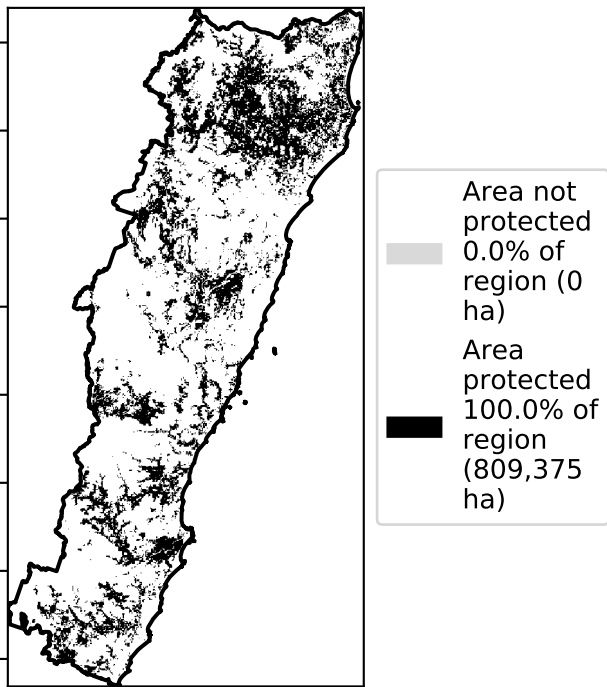 Area not
protected
0.0% of
region (0
ha)
Area
protected
100.0% of
region
(809,375
ha)